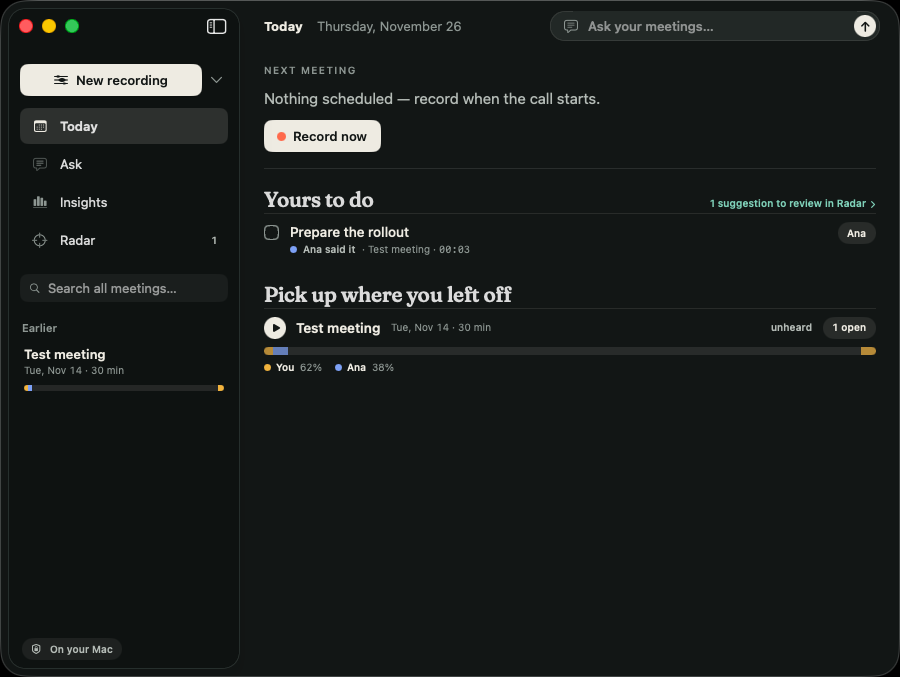 New recording
Today
Ask
Insights
Radar 1
Search all meetings...
Earlier
Test meeting
Tue, Nov 14 · 30 min
On your Mac
Today Thursday, November 26
Ask your meetings...
NEXT MEETING
Nothing scheduled — record when the call starts.
Record now
Yours to do
1 suggestion to review in Radar
Prepare the rollout
Ana
Ana said it · Test meeting · 00:03
Pick up where you left off
Test meeting Tue, Nov 14 · 30 min unheard 1 open
You 62% Ana 38%